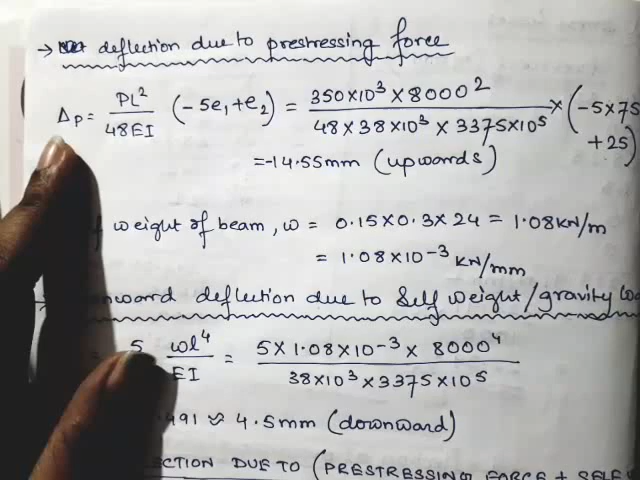 → deflection due to prestressing force
Δp = PL²/48EI (-5e₁+e₂) = 350×10³×8000²/48×38×10³×3375×10⁵ × (-5×75
+25)
=-14.55mm (upwards)
weight of beam, w = 0.15×0.3×24 = 1.08KN/m
= 1.08×10⁻³ KN/mm
deflection due to Self weight/gravity
= 5 wl⁴/EI = 5×1.08×10⁻³×8000⁴/38×10³×3375×10⁵
491 ≈ 4.5mm (downward)
DUE TO (PRESTRESSING FORCE + SELF